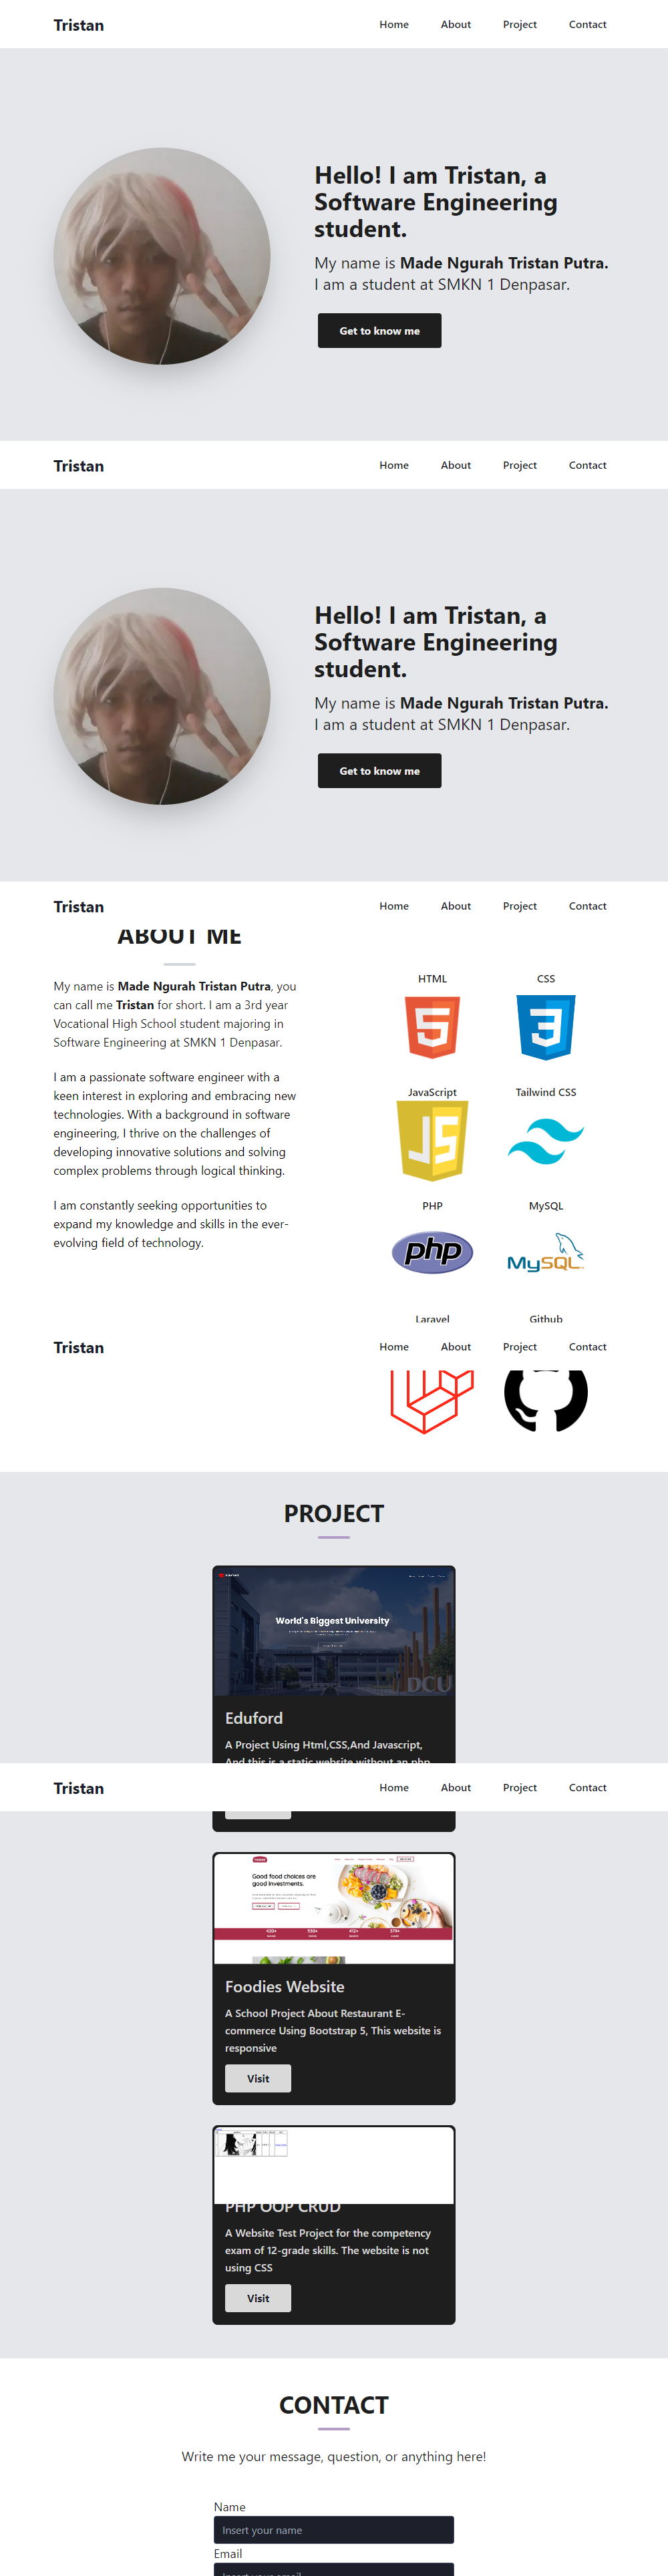 Tristan
Home
About
Project
Contact
Hello! I am Tristan, a
Software Engineering
student.
My name is Made Ngurah Tristan Putra.
I am a student at SMKN 1 Denpasar.
Get to know me
Tristan
Home
About
Project
Contact
Hello! I am Tristan, a
Software Engineering
student.
My name is Made Ngurah Tristan Putra.
I am a student at SMKN 1 Denpasar.
Get to know me
Tristan
Home
About
Project
Contact
ABOUT ME
My name is Made Ngurah Tristan Putra, you
can call me Tristan for short. I am a 3rd year
Vocational High School student majoring in
Software Engineering at SMKN 1 Denpasar.
I am a passionate software engineer with a
keen interest in exploring and embracing new
technologies. With a background in software
engineering, I thrive on the challenges of
developing innovative solutions and solving
complex problems through logical thinking.
I am constantly seeking opportunities to
expand my knowledge and skills in the ever-
evolving field of technology.
HTML
CSS
5
3
JavaScript
Tailwind CSS
JS
PHP
MySQL
php
MySQL
Laravel
Github
Tristan
Home
About
Project
Contact
PROJECT
World's Biggest University
DCU
Eduford
A Project Using Html,CSS,And Javascript,
And this is a static website without an php
Tristan
Home
About
Project
Contact
Good food choices are
good investments.
Foodies Website
A School Project About Restaurant E-
commerce Using Bootstrap 5, This website is
responsive
Visit
PHP OOP CRUD
A Website Test Project for the competency
exam of 12-grade skills. The website is not
using CSS
Visit
CONTACT
Write me your message, question, or anything here!
Name
Insert your name
Email
Insert your email